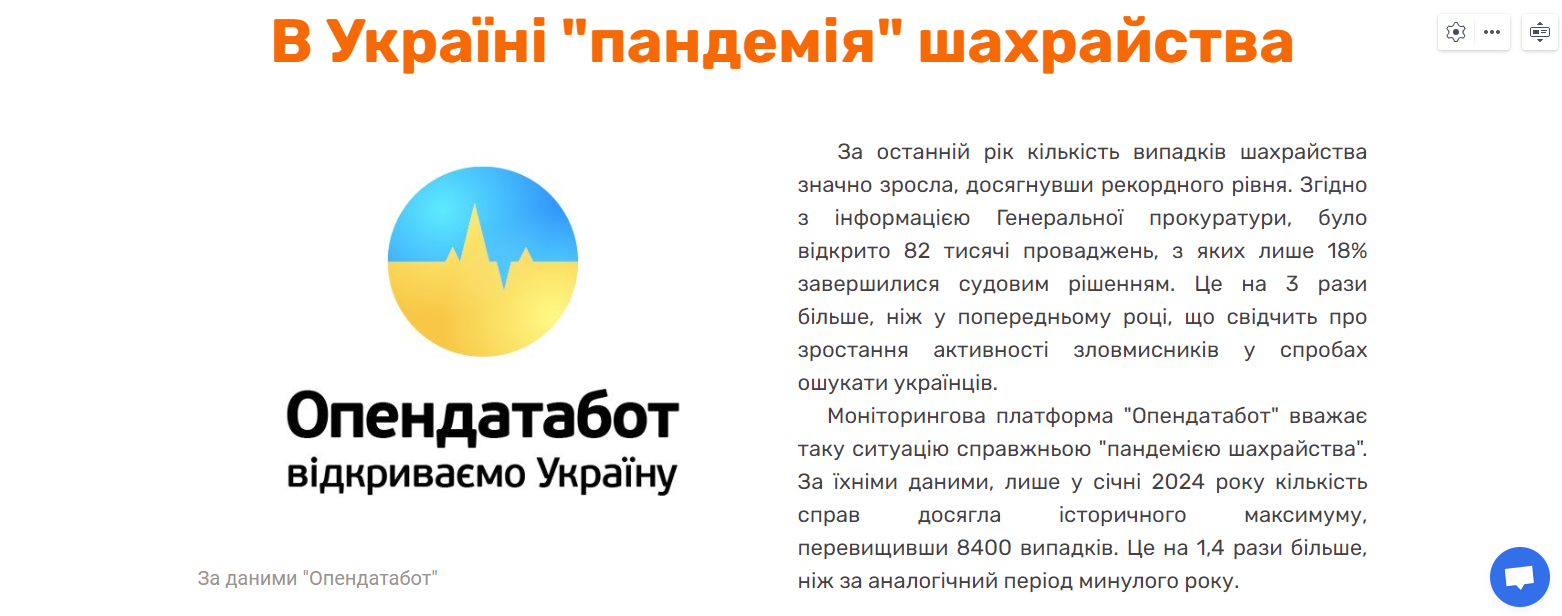 В Україні "пандемія" шахрайства
Опендатабот
відкриваємо Україну
За даними "Опендатабот"
За останній рік кількість випадків шахрайства
значно зросла, досягнувши рекордного рівня. Згідно
з інформацією Генеральної прокуратури, було
відкрито 82 тисячі проваджень, з яких лише 18%
завершилися судовим рішенням. Це на 3 рази
більше, ніж у попередньому році, що свідчить про
зростання активності зловмисників у спробах
ошукати українців.
Моніторингова платформа "Опендатабот" вважає
таку ситуацію справжньою "пандемією шахрайства".
За їхніми даними, лише у січні 2024 року кількість
справ досягла історичного максимуму,
перевищивши 8400 випадків. Це на 1,4 рази більше,
ніж за аналогічний період минулого року.